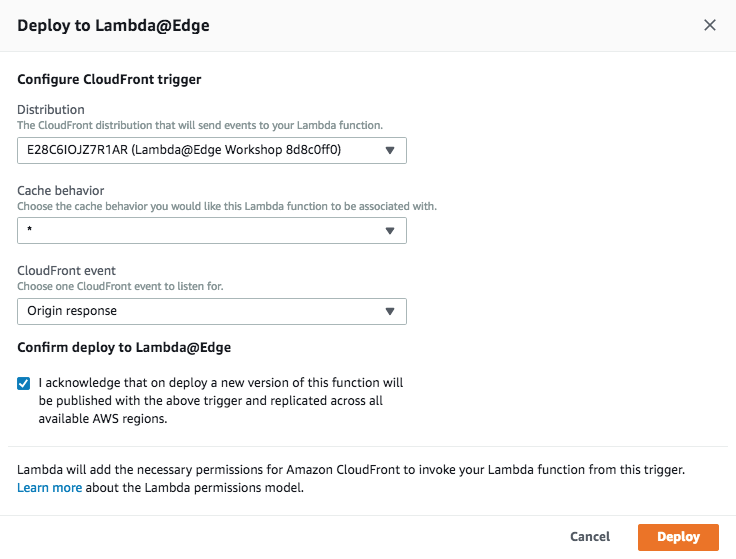 Deploy to Lambda@Edge
Configure CloudFront trigger
Distribution
The CloudFront distribution that will send events to your Lambda function.
E28C6IOJZ7R1AR (Lambda@Edge Workshop 8d8c0ff0)
Cache behavior
Choose the cache behavior you would like this Lambda function to be associated with.
*
CloudFront event
Choose one CloudFront event to listen for.
Origin response
Confirm deploy to Lambda@Edge
I acknowledge that on deploy a new version of this function will
be published with the above trigger and replicated across all
available AWS regions.
Lambda will add the necessary permissions for Amazon CloudFront to invoke your Lambda function from this trigger.
Learn more about the Lambda permissions model.
Cancel Deploy